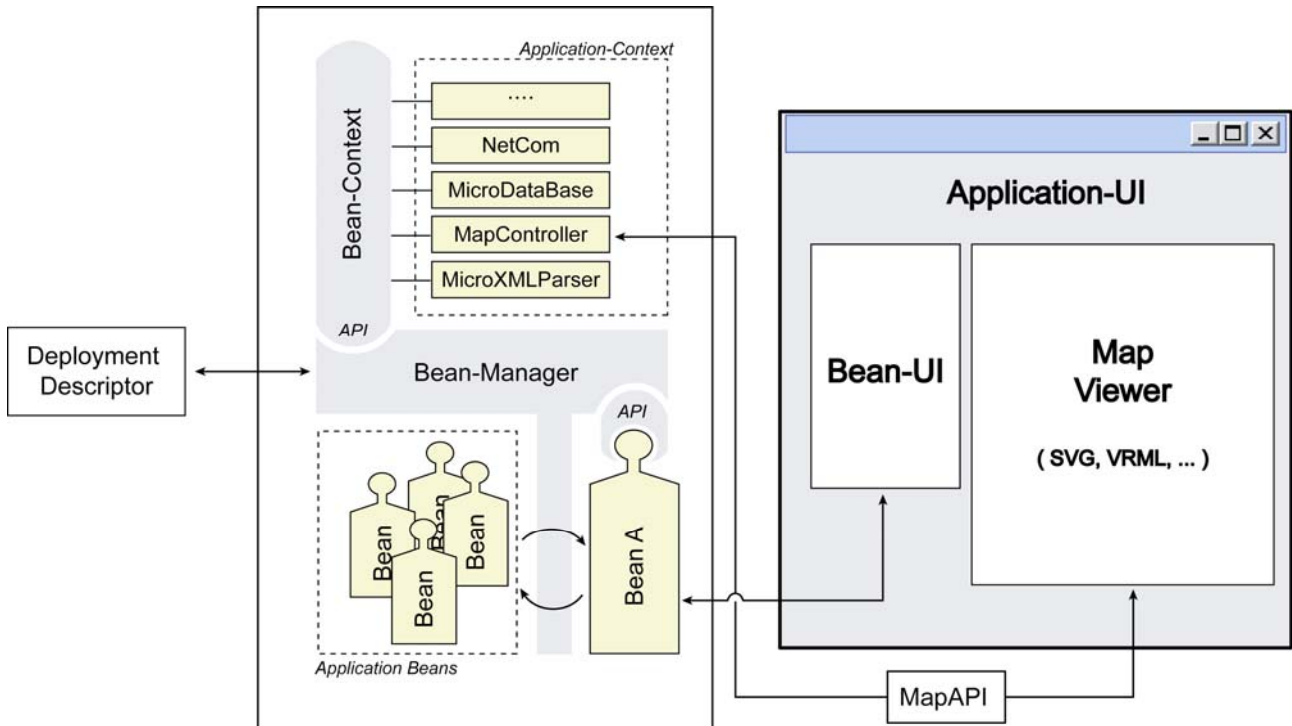 Application-Context
Bean-Context
....
NetCom
MicroDataBase
MapController
MicroXMLParser
API
Deployment
Descriptor
Bean-Manager
API
Bean
Bean
Bean
Bean
Bean A
Application Beans
Application-UI
Bean-UI
Map
Viewer
( SVG, VRML, ... )
MapAPI